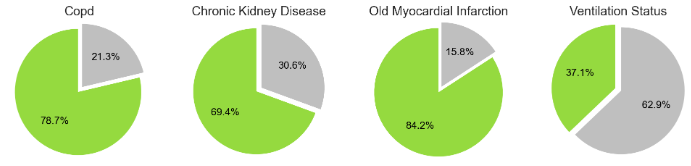 Copd
21.3%
78.7%
Chronic Kidney Disease
30.6%
69.4%
Old Myocardial Infarction
15.8%
84.2%
Ventilation Status
37.1%
62.9%